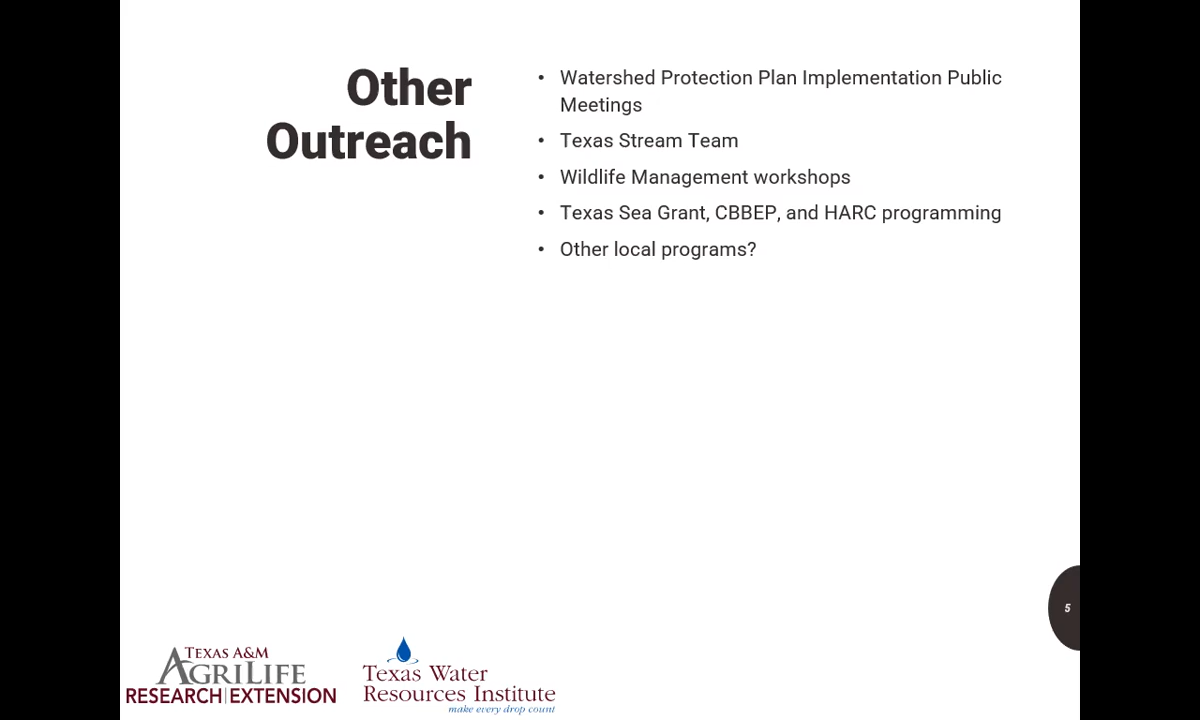 Other
Outreach
• Watershed Protection Plan Implementation Public
Meetings
• Texas Stream Team
• Wildlife Management workshops
• Texas Sea Grant, CBBEP, and HARC programming
• Other local programs?
5
TEXAS A&M
AGRILIFE
RESEARCH | EXTENSION
Texas Water
Resources Institute
make every drop count